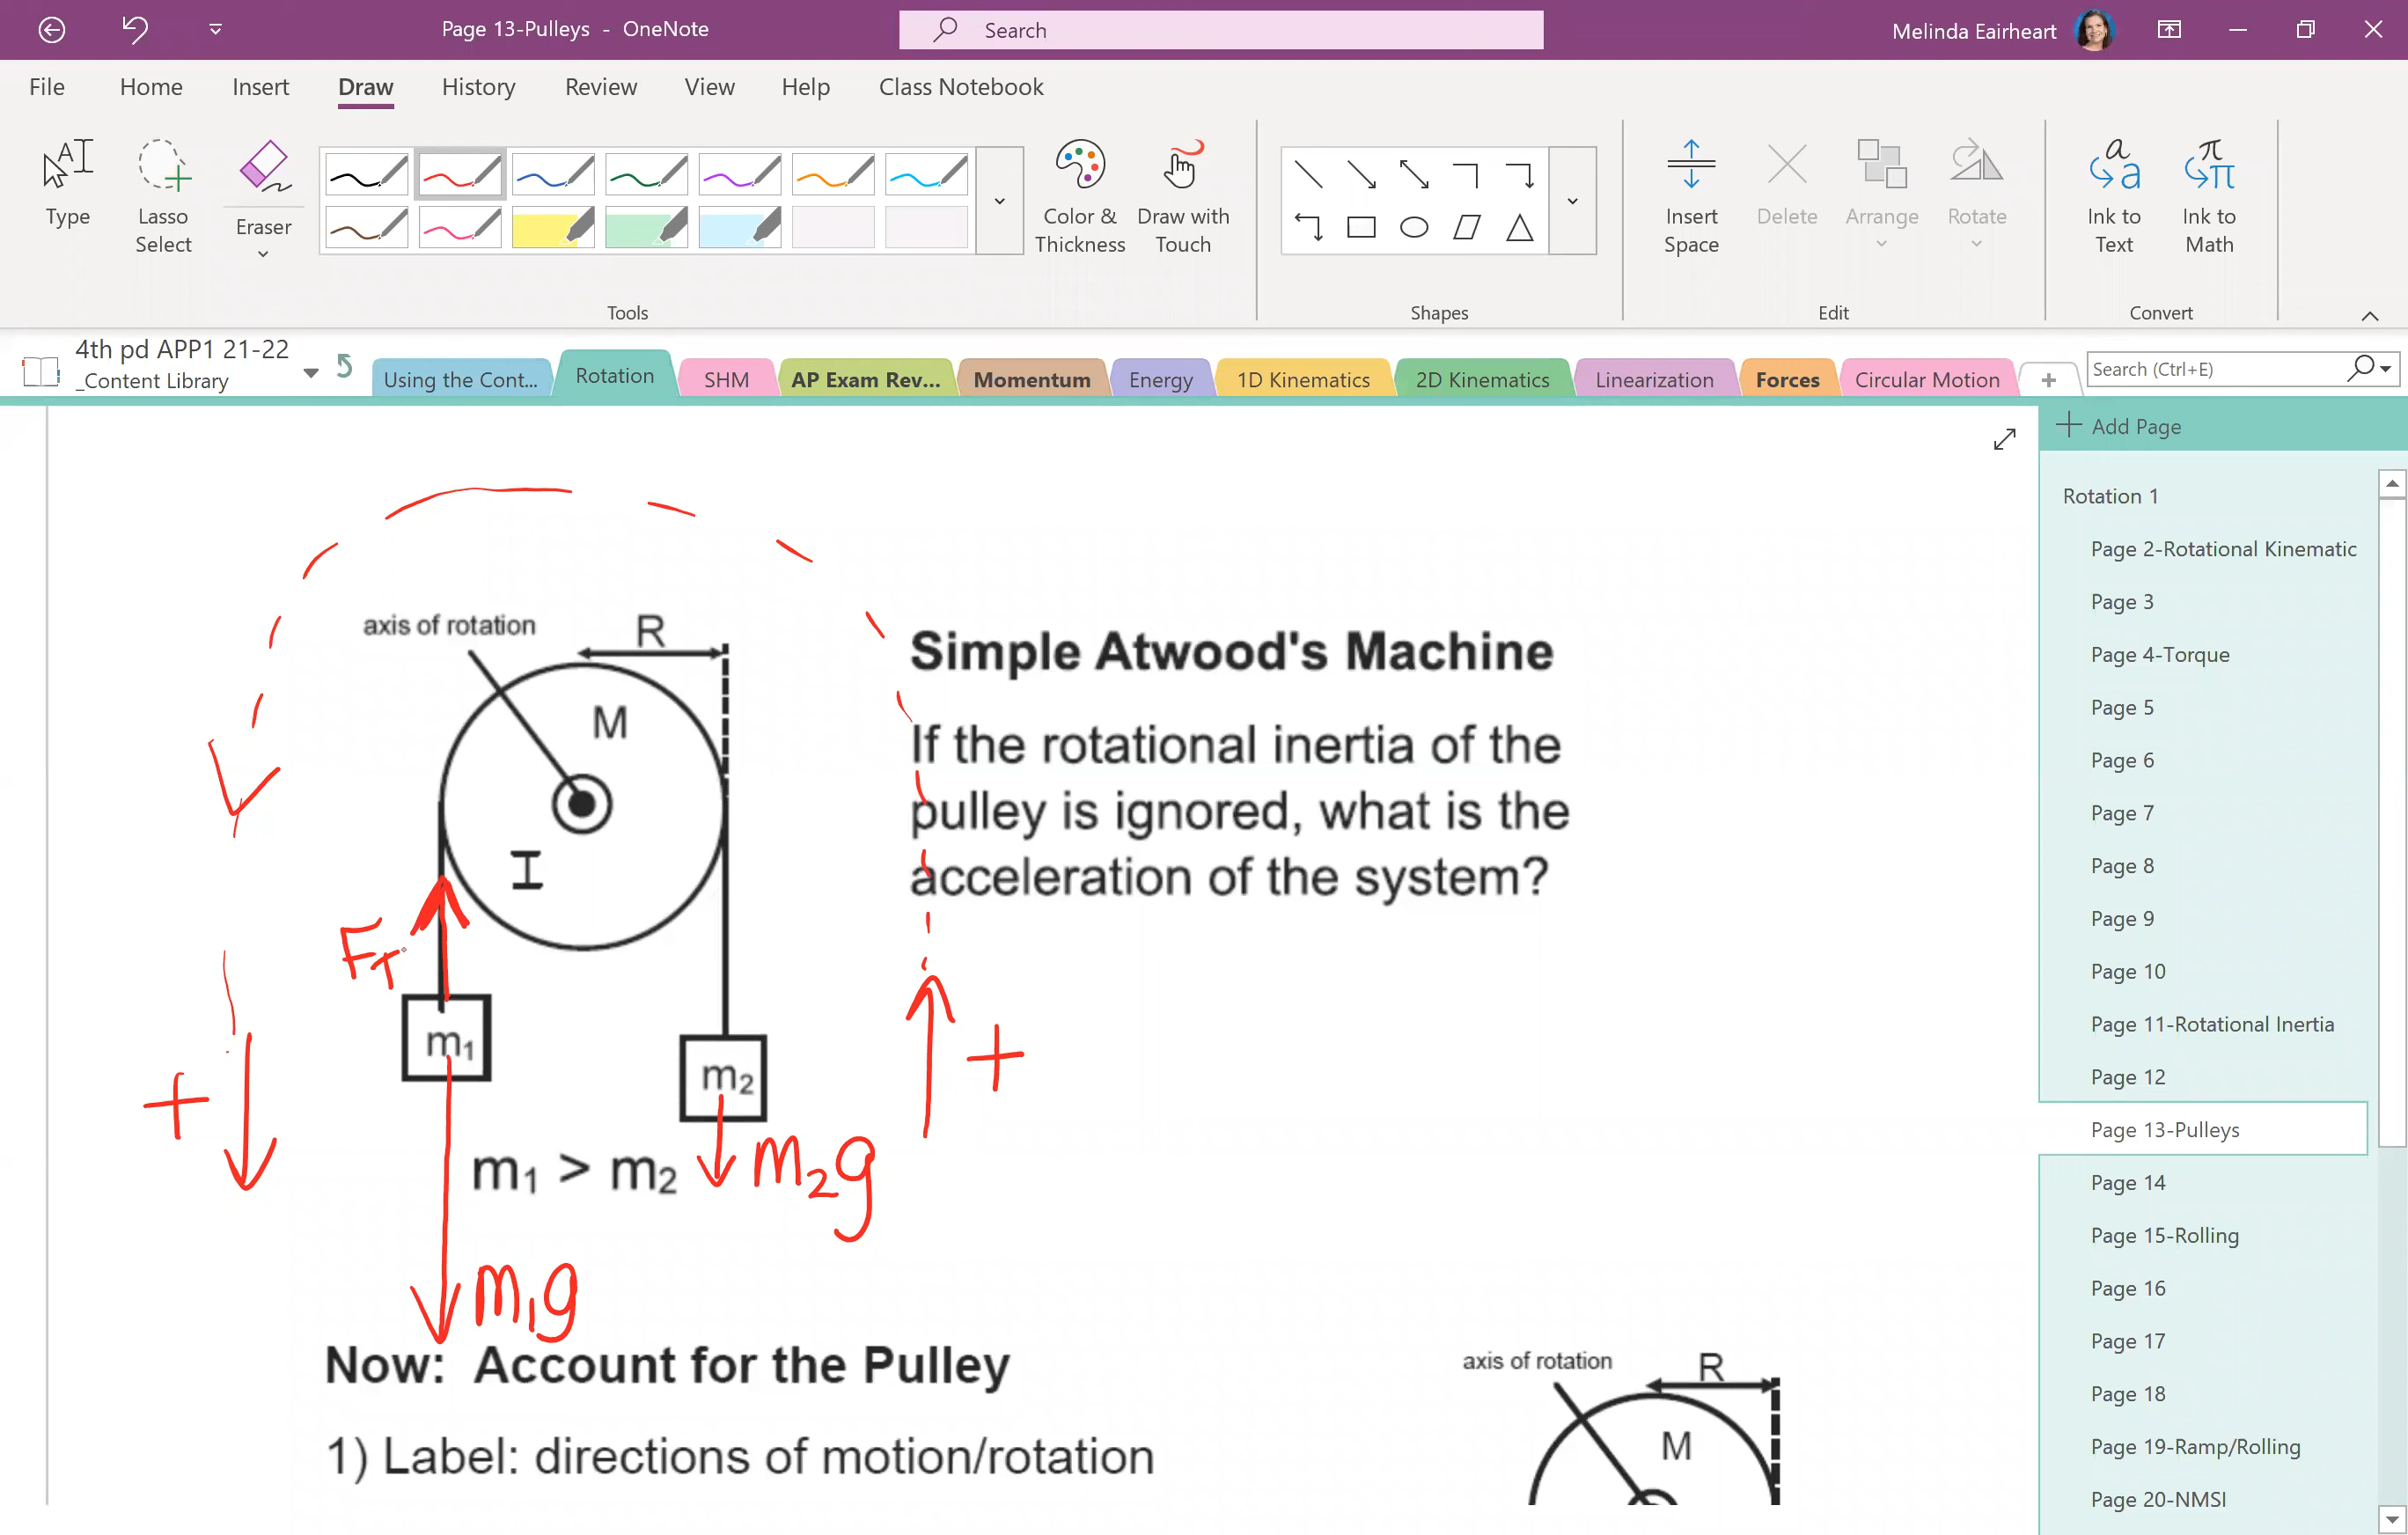 Page 13-Pulleys - OneNote
Search
Melinda Eairheart
File Home Insert Draw History Review View Help Class Notebook
Type
Lasso Select
Eraser
Color & Thickness
Draw with Touch
Tools
Shapes
Insert Space
Delete
Arrange
Rotate
Edit
Ink to Text
Ink to Math
Convert
4th pd APP1 21-22
_Content Library
Using the Cont...
Rotation
SHM
AP Exam Rev...
Momentum
Energy
1D Kinematics
2D Kinematics
Linearization
Forces
Circular Motion
+
Search (Ctrl+E)
axis of rotation
R
M
I
F_T
m₁
m₂
+
+
m₁ > m₂
m₂g
m₁g
Simple Atwood's Machine
If the rotational inertia of the
pulley is ignored, what is the
acceleration of the system?
Now: Account for the Pulley
1) Label: directions of motion/rotation
axis of rotation
R
M
Add Page
Rotation 1
Page 2-Rotational Kinematic
Page 3
Page 4-Torque
Page 5
Page 6
Page 7
Page 8
Page 9
Page 10
Page 11-Rotational Inertia
Page 12
Page 13-Pulleys
Page 14
Page 15-Rolling
Page 16
Page 17
Page 18
Page 19-Ramp/Rolling
Page 20-NMSI